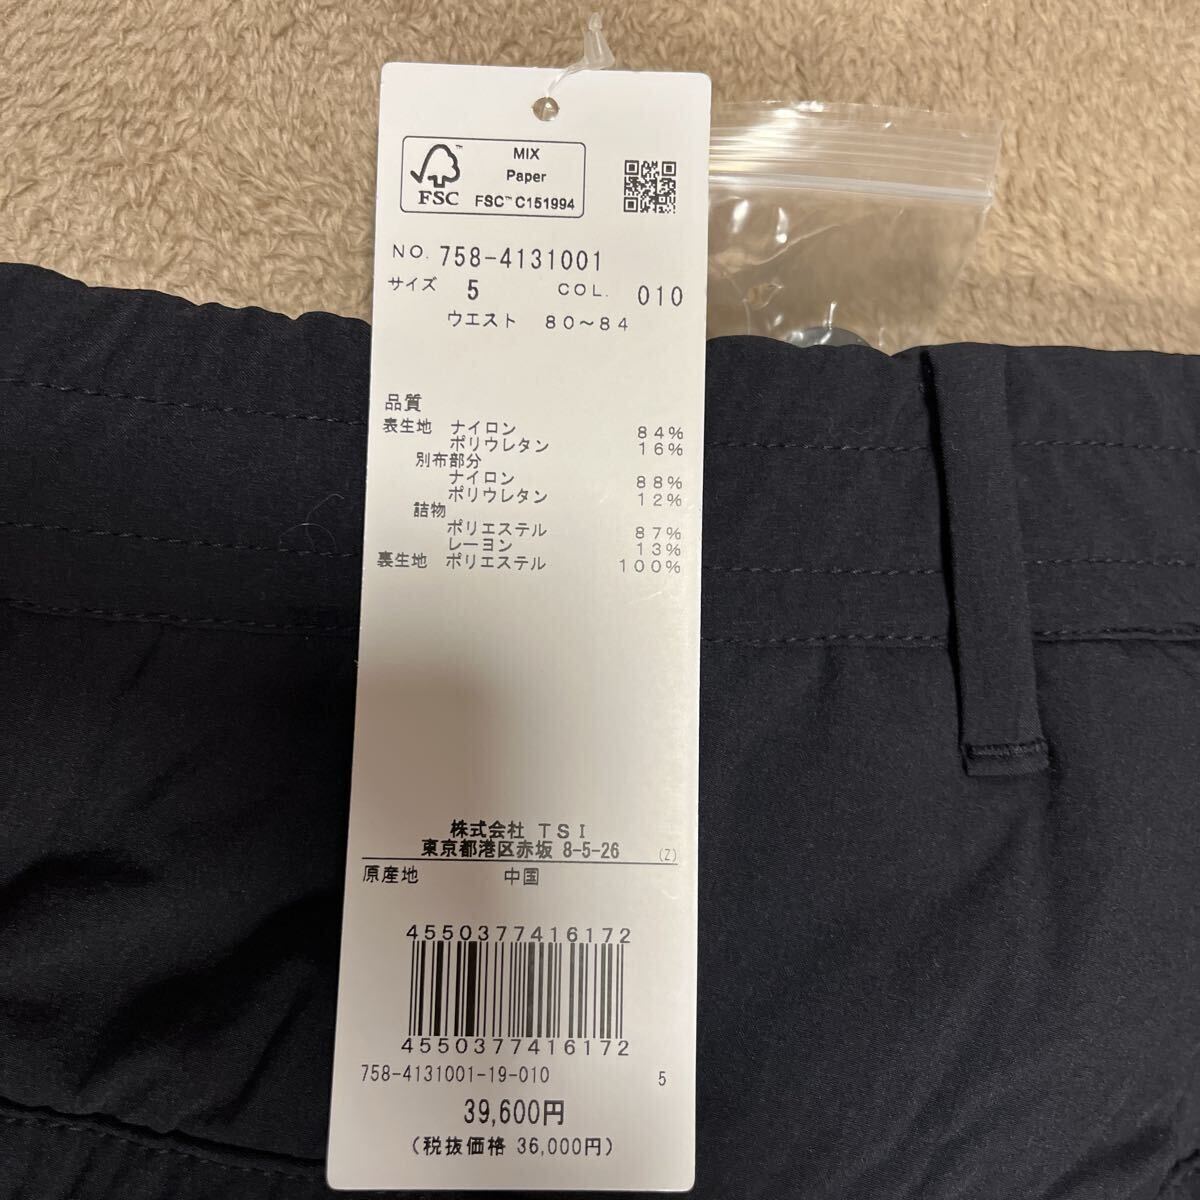 MIX
Paper
FSC™ C151994
FSC™
NO. 758-4131001
サイズ 5 COL. 010
ウエスト 80〜84
品質
表生地 ナイロン 84%
ポリウレタン 16%
別布部分
ナイロン 88%
ポリウレタン 12%
詰物
ポリエステル 87%
レーヨン 13%
裏生地 ポリエステル 100%
株式会社 TSI
東京都港区赤坂 8-5-26 (Z)
原産地 中国
4550377416172
4550377416172
758-4131001-19-010 5
39,600円
(税抜価格 36,000円)